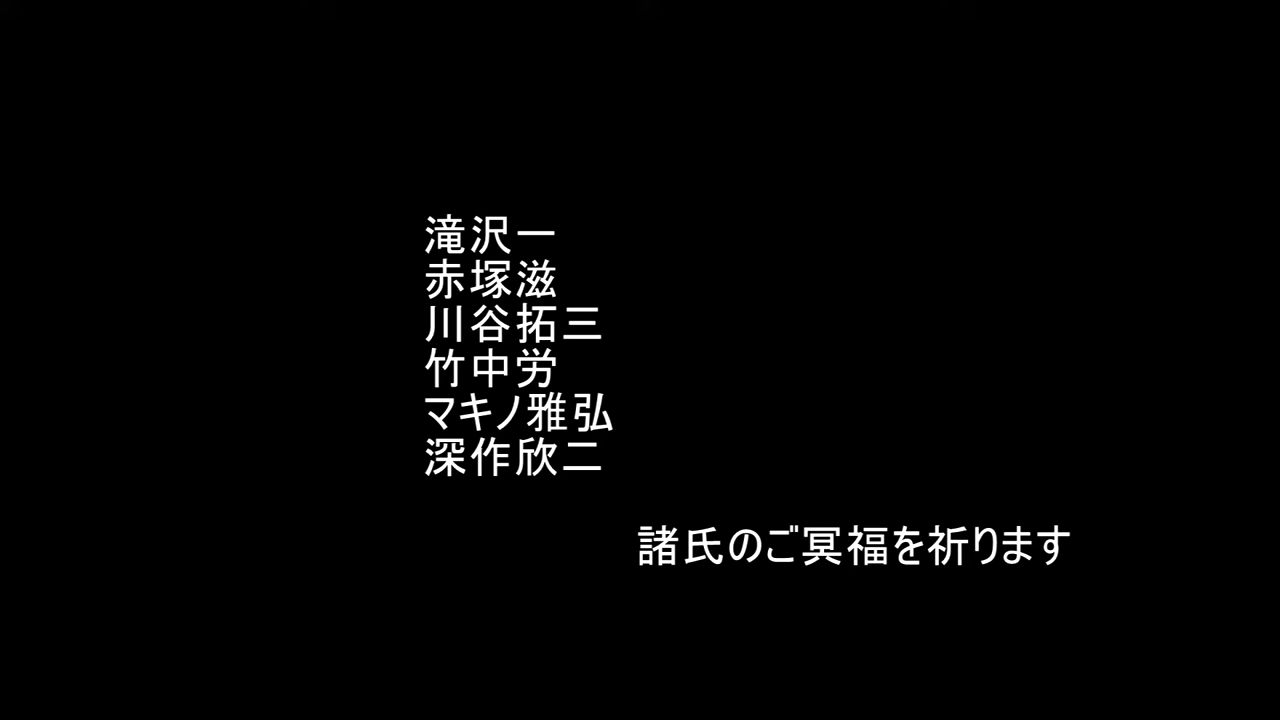 滝沢一
赤塚滋
川谷拓三
竹中労
マキノ雅弘
深作欣二
諸氏のご冥福を祈ります